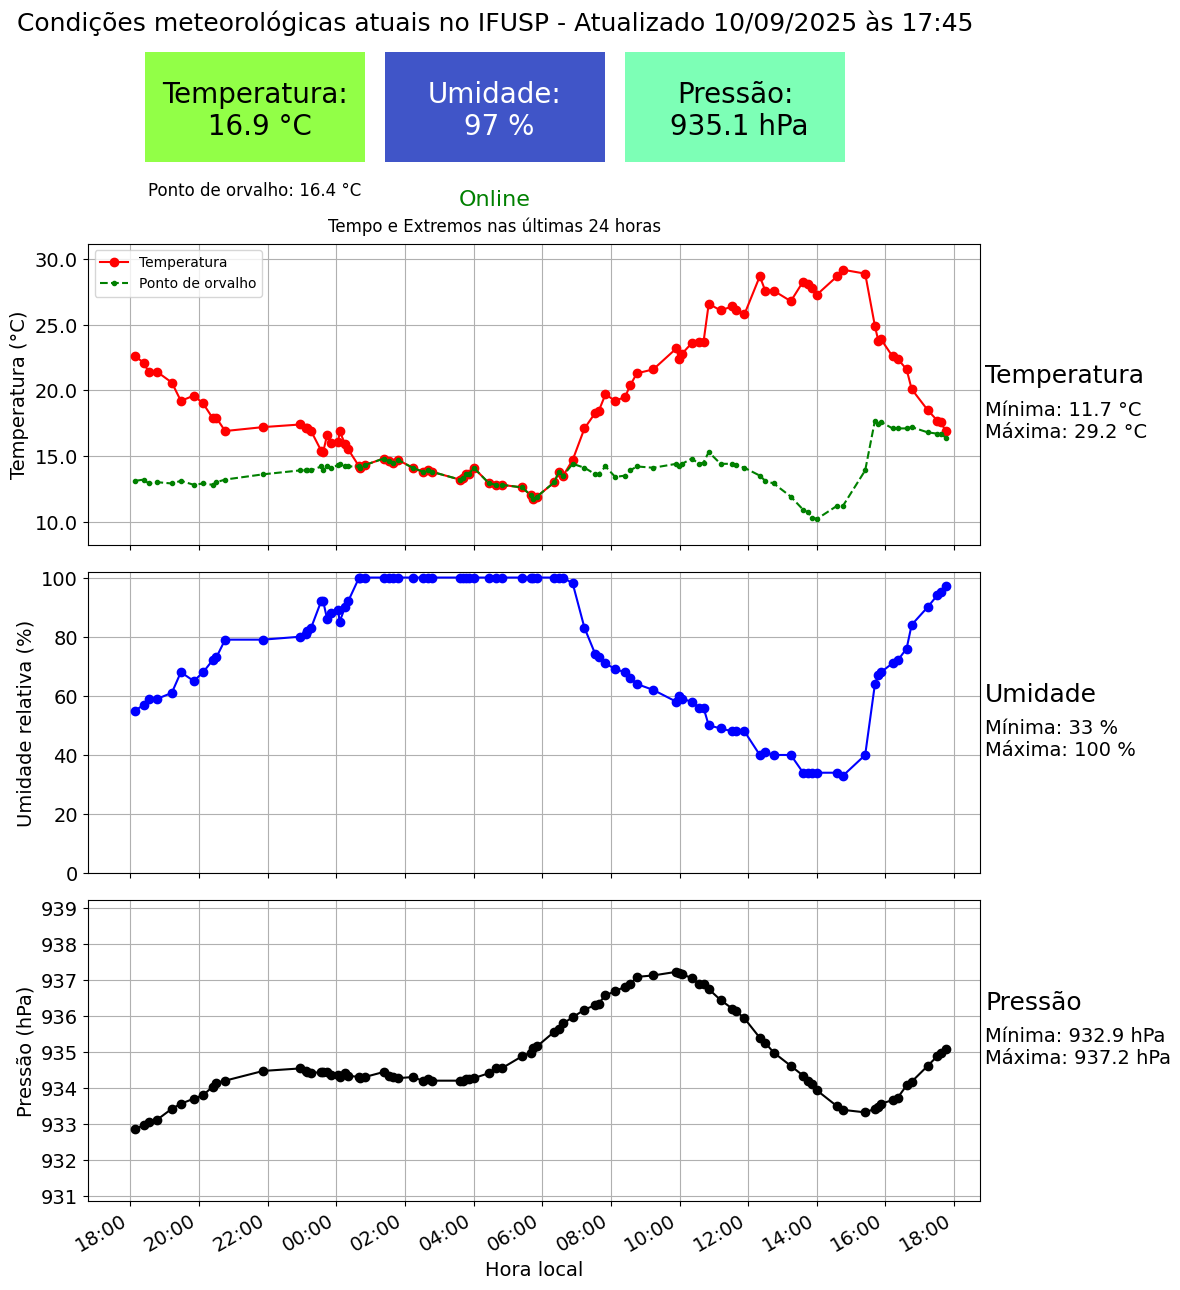 Condições meteorológicas atuais no IFUSP - Atualizado 10/09/2025 às 17:45
Temperatura:
16.9 °C
Umidade:
97 %
Pressão:
935.1 hPa
Ponto de orvalho: 16.4 °C
Online
Tempo e Extremos nas últimas 24 horas
Temperatura
Ponto de orvalho
Temperatura (°C)
30.0
25.0
20.0
15.0
10.0
Temperatura
Mínima: 11.7 °C
Máxima: 29.2 °C
Umidade relativa (%)
100
80
60
40
20
0
Umidade
Mínima: 33 %
Máxima: 100 %
Pressão (hPa)
939
938
937
936
935
934
933
932
931
Pressão
Mínima: 932.9 hPa
Máxima: 937.2 hPa
18:00 20:00 22:00 00:00 02:00 04:00 06:00 08:00 10:00 12:00 14:00 16:00 18:00
Hora local